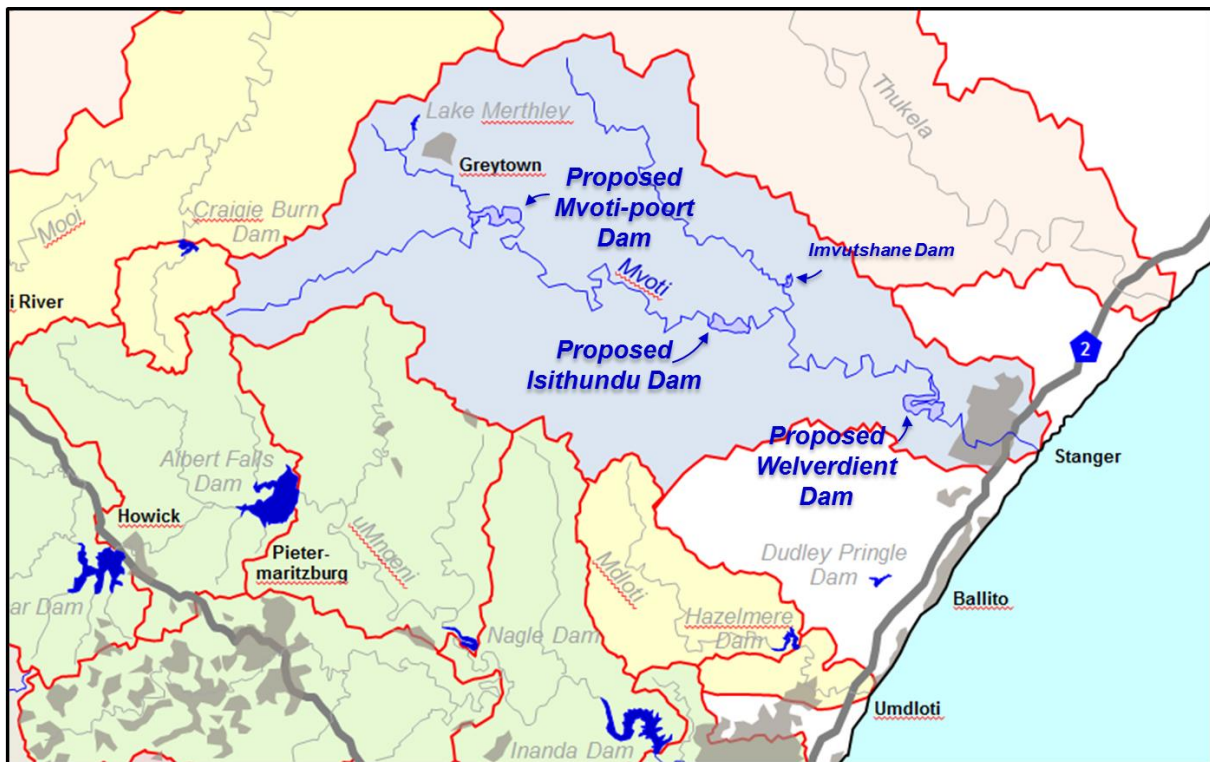 Thukela
Lake Merthley
Greytown
Proposed
Mvoti-poort
Dam
Mooi
Craigie Burn
Dam
Imvutshane Dam
Mvoti
i River
2
Proposed
Isithundu Dam
Proposed
Welverdient
Dam
Stanger
Albert Falls
Dam
Howick
uMngeni
Pieter-
maritzburg
Mdloti
Dudley Pringle
Dam
ar Dam
Ballito
Nagle Dam
Hazelmere
Dam
Umdloti
Inanda Dam